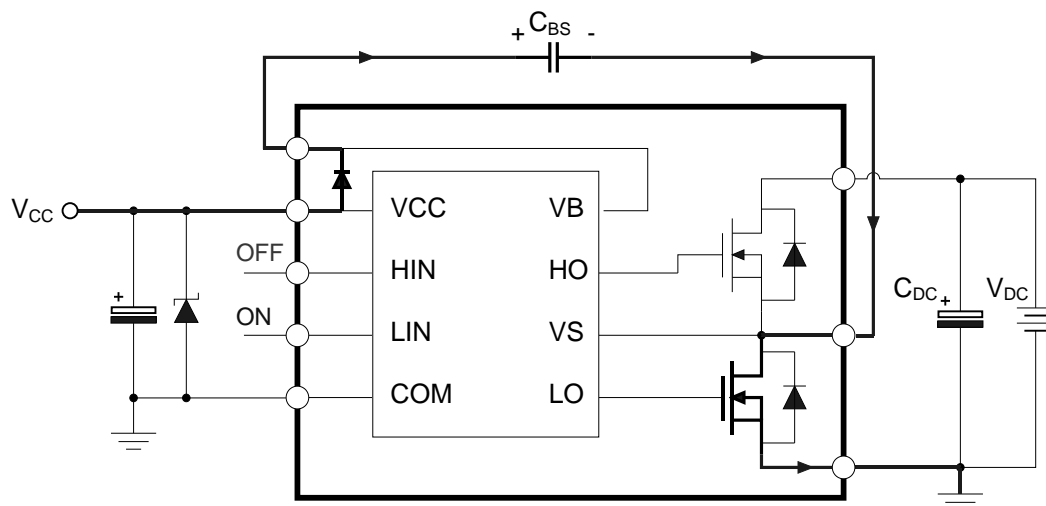 + C_BS -
V_CC
VCC VB
OFF
HIN HO
C_DC + V_DC
+
ON
LIN VS
COM LO